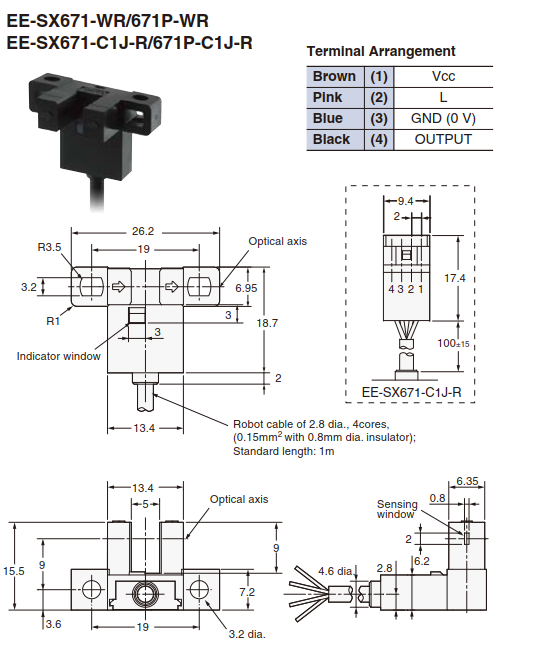 EE-SX671-WR/671P-WR
EE-SX671-C1J-R/671P-C1J-R
Terminal Arrangement
Brown (1) Vcc
Pink (2) L
Blue (3) GND (0 V)
Black (4) OUTPUT
26.2
R3.5
19
Optical axis
3.2
6.95
R1
3
18.7
3
Indicator window
2
13.4
Robot cable of 2.8 dia., 4cores,
(0.15mm² with 0.8mm dia. insulator);
Standard length: 1m
9.4
2
4 3 2 1
17.4
100±15
EE-SX671-C1J-R
13.4
5
Optical axis
15.5
9
9
7.2
3.6
19
3.2 dia.
6.35
0.8
Sensing
window
2
6.2
4.6 dia.
2.8